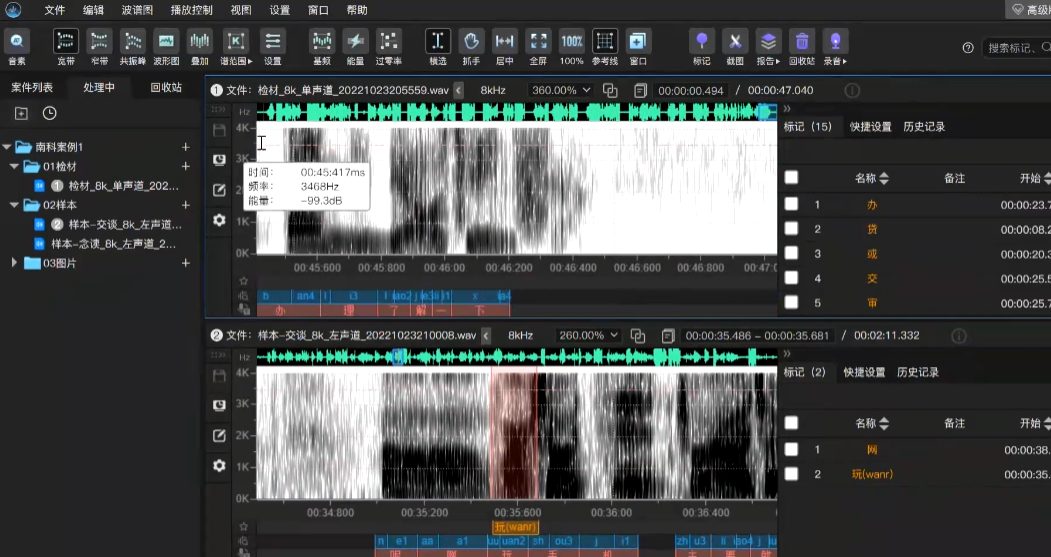 文件 编辑 波谱图 播放控制 视图 设置 窗口 帮助 高级版
音素 宽带 窄带 共振峰 波形图 叠加 谱范围 设置 基频 能量 过零率 横选 抓手 居中 全屏 100% 参考线 窗口 标记 截图 报告 回收站 录音 搜索标记、
案件列表 处理中 回收站
南科案例1
01检材
1 检材_8k_单声道_202...
02样本
2 样本-交谈_8k_左声道...
样本-念读_8k_左声道_2...
03图片
1 文件: 检材_8k_单声道_20221023205559.wav 8kHz 360.00% 00:00:00.494 / 00:00:47.040
Hz
4K
3K
2
1K
0K
时间: 00:45:417ms
频率: 3468Hz
能量: -99.3dB
00:45:600 00:45:800 00:46:00 00:46:200 00:46:400 00:46:600 00:46:800 00:47:0
b an4 l i3 l iao2 j ie3 i i1 x ia4
办 理 了 解 一 下
标记 (15) 快捷设置 历史记录
名称 备注 开始
1 办 00:00:23.7
2 贷 00:00:08.2
3 或 00:00:20.3
4 交 00:00:25.5
5 审 00:00:25.7
2 文件: 样本-交谈_8k_左声道_20221023210008.wav 8kHz 260.00% 00:00:35.486 - 00:00:35.681 / 00:02:11.332
Hz
4K
3K
2K
1K
0K
00:34:800 00:35:200 00:35:600 00:36:00 00:36:400
玩(wanr)
n e1 aa a1 uu uan2 sh ou3 j i1 zh u3 ii iao4 j iu
呢 啊 玩 手 机 主 要
标记 (2) 快捷设置 历史记录
名称 备注 开始
1 网 00:00:38.
2 玩(wanr) 00:00:35.